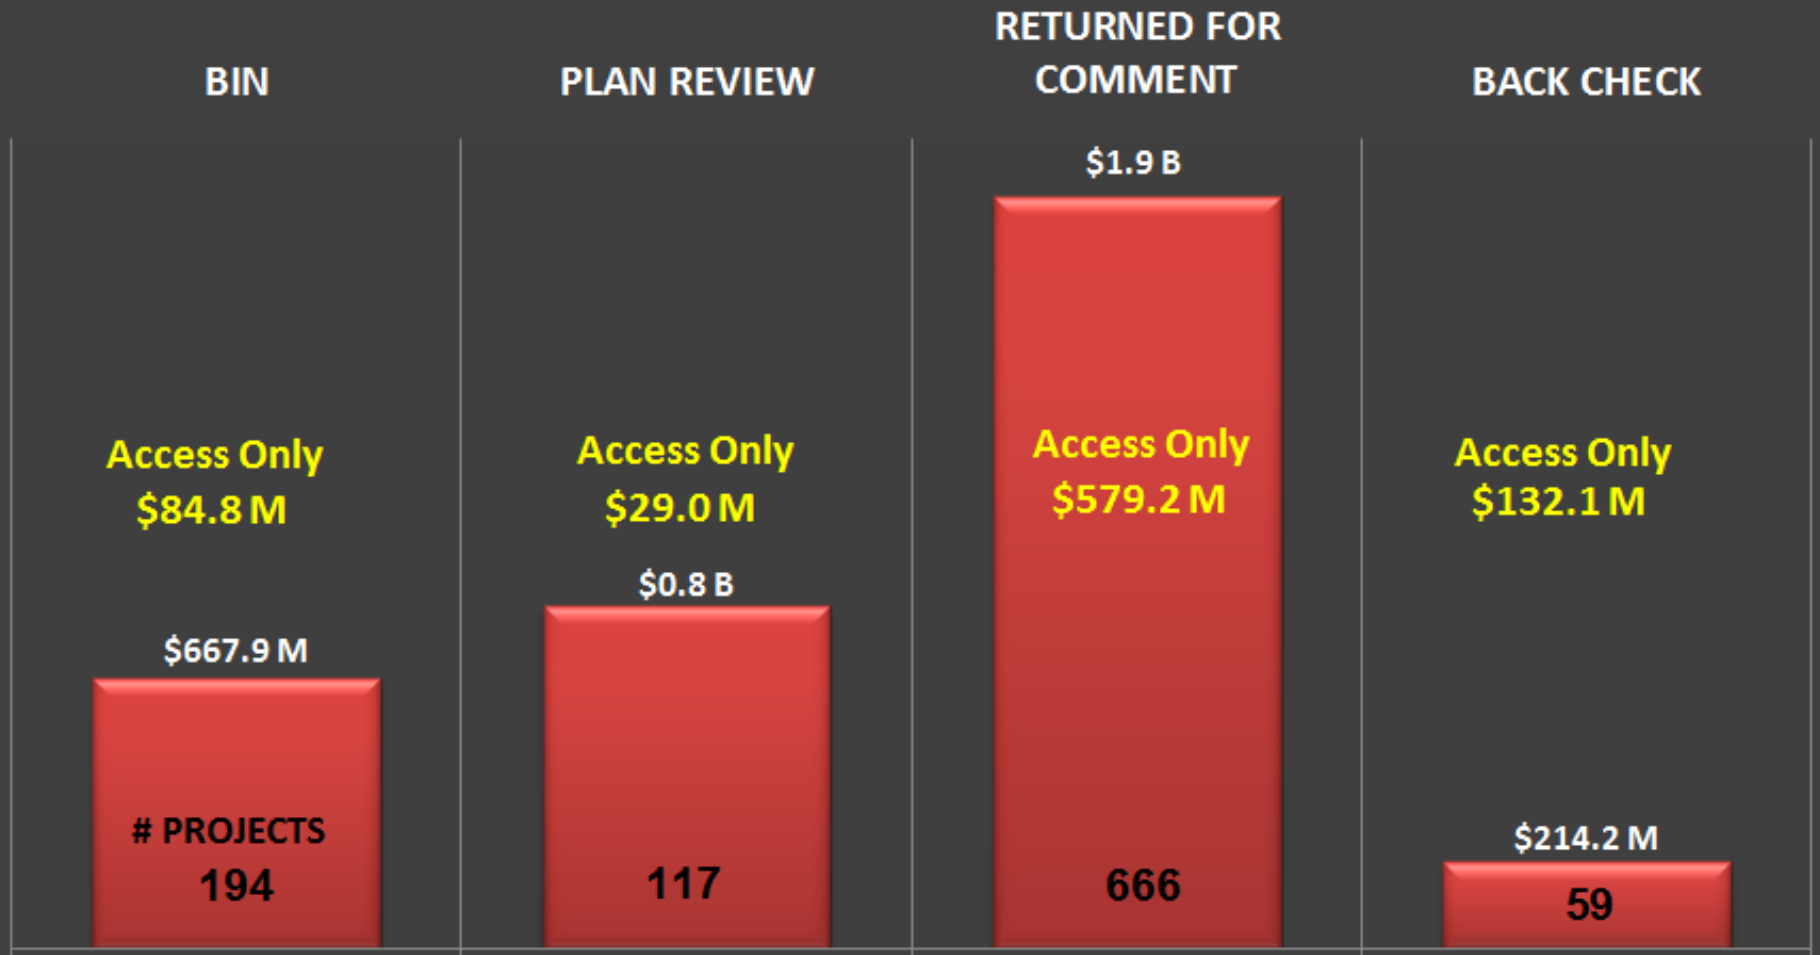 BIN
PLAN REVIEW
RETURNED FOR
COMMENT
BACK CHECK
Access Only
$84.8 M
$667.9 M
# PROJECTS
194
Access Only
$29.0 M
$0.8 B
117
$1.9 B
Access Only
$579.2 M
666
Access Only
$132.1 M
$214.2 M
59